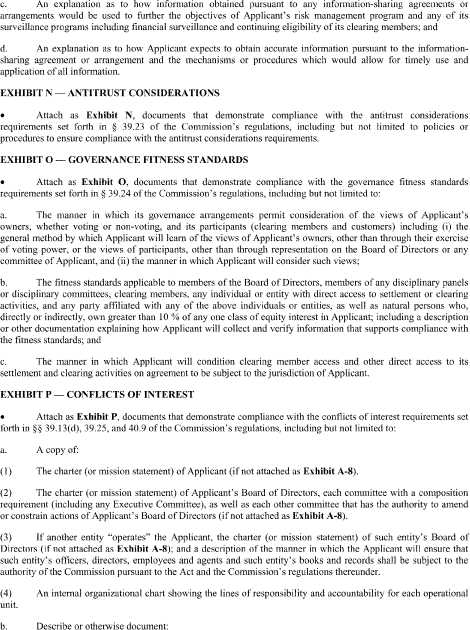 c. An explanation as to how information obtained pursuant to any information-sharing agreements or
arrangements would be used to further the objectives of Applicant's risk management program and any of its
surveillance programs including financial surveillance and continuing eligibility of its clearing members; and
d. An explanation as to how Applicant expects to obtain accurate information pursuant to the information-
sharing agreement or arrangement and the mechanisms or procedures which would allow for timely use and
application of all information.
EXHIBIT N — ANTITRUST CONSIDERATIONS
• Attach as Exhibit N, documents that demonstrate compliance with the antitrust considerations
requirements set forth in § 39.23 of the Commission's regulations, including but not limited to policies or
procedures to ensure compliance with the antitrust considerations requirements.
EXHIBIT O — GOVERNANCE FITNESS STANDARDS
• Attach as Exhibit O, documents that demonstrate compliance with the governance fitness standards
requirements set forth in § 39.24 of the Commission's regulations, including but not limited to:
a. The manner in which its governance arrangements permit consideration of the views of Applicant's
owners, whether voting or non-voting, and its participants (clearing members and customers) including (i) the
general method by which Applicant will learn of the views of Applicant's owners, other than through their exercise
of voting power, or the views of participants, other than through representation on the Board of Directors or any
committee of Applicant, and (ii) the manner in which Applicant will consider such views;
b. The fitness standards applicable to members of the Board of Directors, members of any disciplinary panels
or disciplinary committees, clearing members, any individual or entity with direct access to settlement or clearing
activities, and any party affiliated with any of the above individuals or entities, as well as natural persons who,
directly or indirectly, own greater than 10 % of any one class of equity interest in Applicant; including a description
or other documentation explaining how Applicant will collect and verify information that supports compliance with
the fitness standards; and
c. The manner in which Applicant will condition clearing member access and other direct access to its
settlement and clearing activities on agreement to be subject to the jurisdiction of Applicant.
EXHIBIT P — CONFLICTS OF INTEREST
• Attach as Exhibit P, documents that demonstrate compliance with the conflicts of interest requirements set
forth in §§ 39.13(d), 39.25, and 40.9 of the Commission's regulations, including but not limited to:
a. A copy of:
(1) The charter (or mission statement) of Applicant (if not attached as Exhibit A-8).
(2) The charter (or mission statement) of Applicant's Board of Directors, each committee with a composition
requirement (including any Executive Committee), as well as each other committee that has the authority to amend
or constrain actions of Applicant's Board of Directors (if not attached as Exhibit A-8).
(3) If another entity "operates" the Applicant, the charter (or mission statement) of such entity's Board of
Directors (if not attached as Exhibit A-8); and a description of the manner in which the Applicant will ensure that
such entity's officers, directors, employees and agents and such entity's books and records shall be subject to the
authority of the Commission pursuant to the Act and the Commission's regulations thereunder.
(4) An internal organizational chart showing the lines of responsibility and accountability for each operational
unit.
b. Describe or otherwise document: